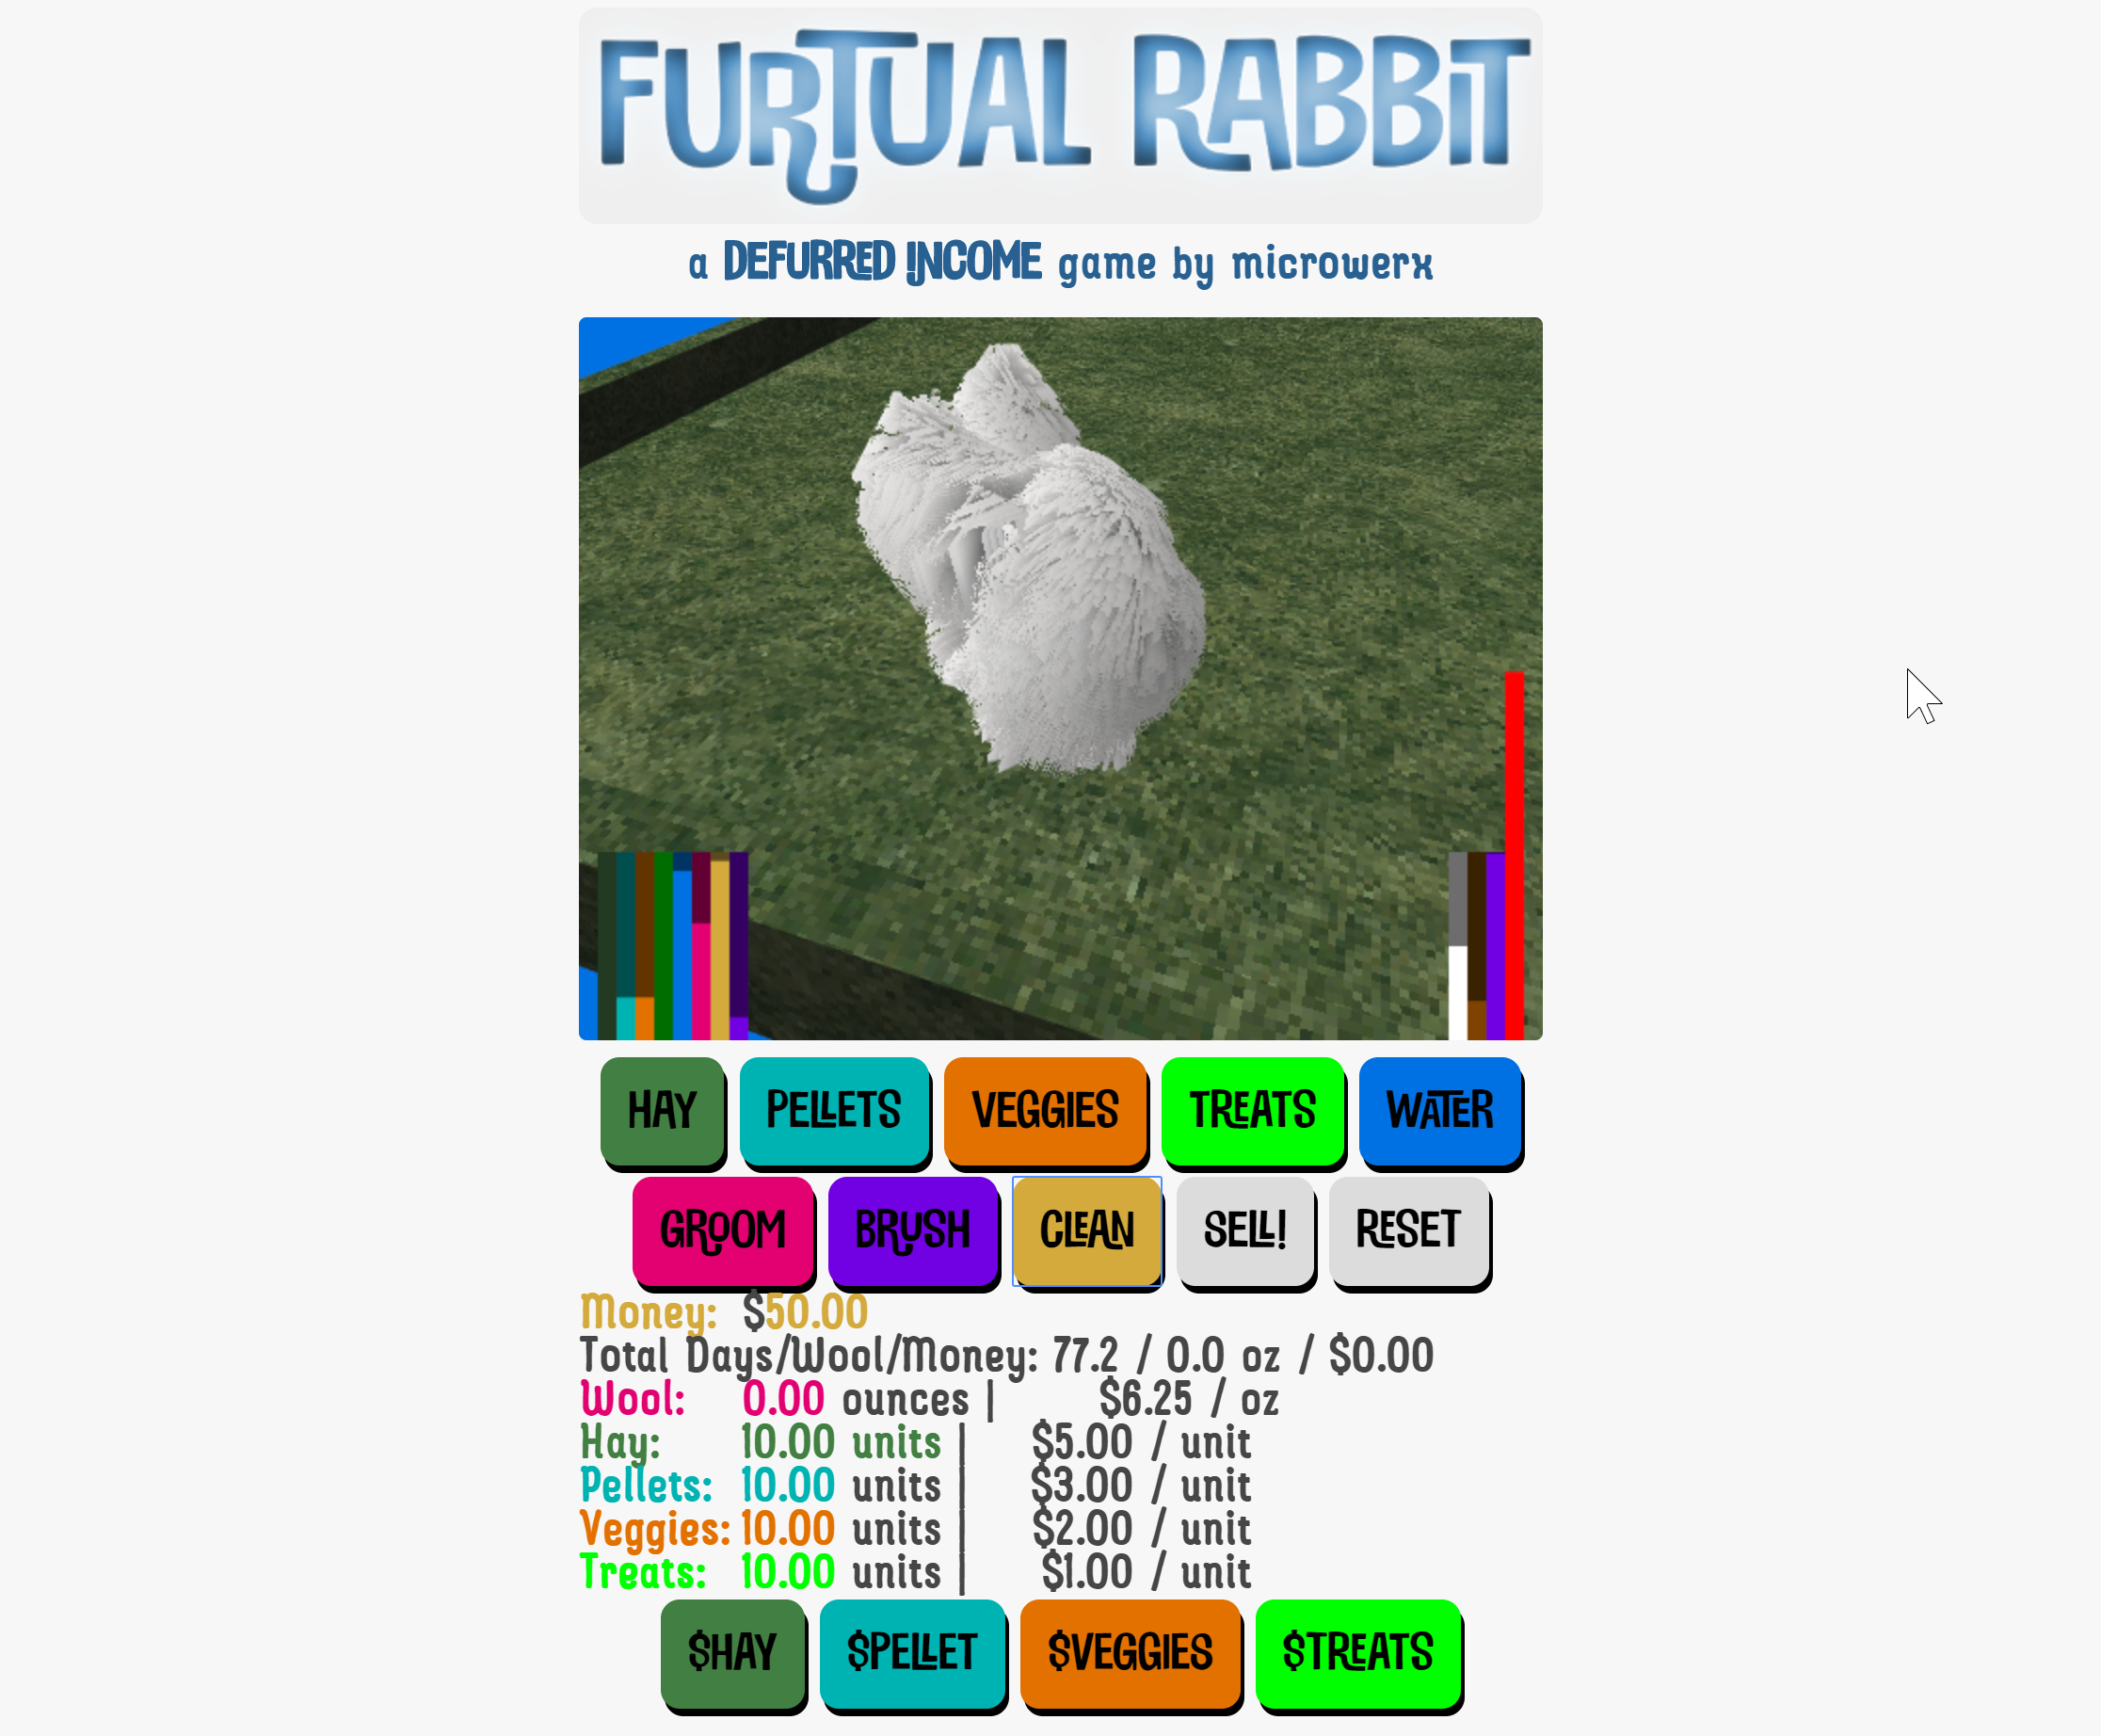 FURTUAL RABBiT
a DEFURRED INCOME game by microwerx
HAY PELLETS VEGGIES TREATS WATER
GROOM BRUSH CLEAN SELL! RESET
Money: $50.00
Total Days/Wool/Money: 77.2 / 0.0 oz / $0.00
Wool: 0.00 ounces | $6.25 / oz
Hay: 10.00 units | $5.00 / unit
Pellets: 10.00 units | $3.00 / unit
Veggies: 10.00 units | $2.00 / unit
Treats: 10.00 units | $1.00 / unit
$HAY $PELLET $VEGGIES $TREATS